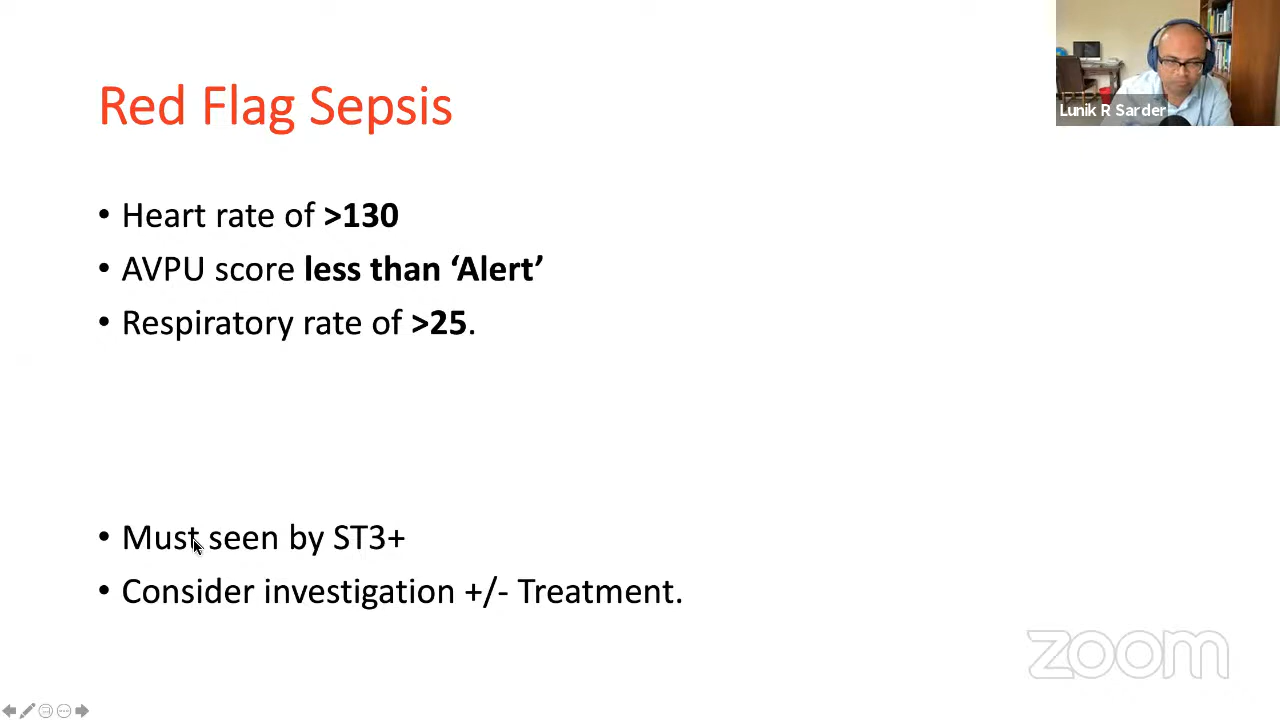 Lunik R Sarder
Red Flag Sepsis
• Heart rate of >130
• AVPU score less than ‘Alert’
• Respiratory rate of >25.
• Must seen by ST3+
• Consider investigation +/- Treatment.
zoom